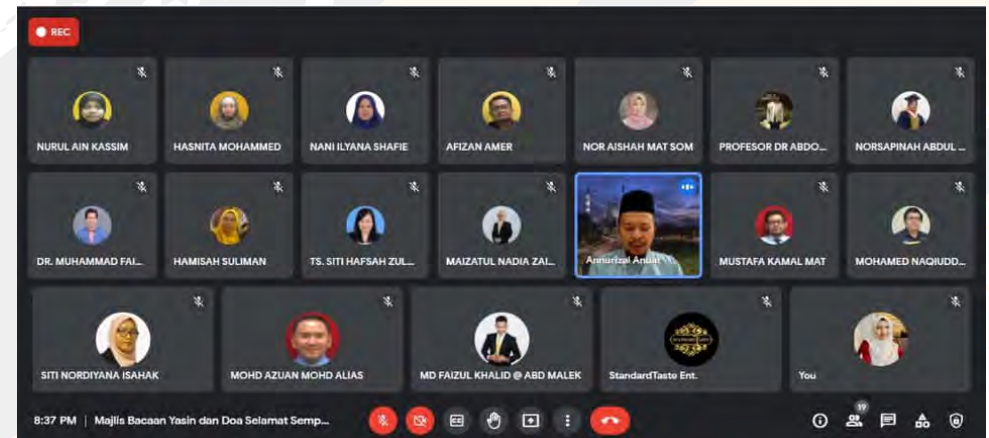 REC
NURUL AIN KASSIM
HASNITA MOHAMMED
NANI ILYANA SHAFIE
AFIZAN AMER
NOR AISHAH MAT SOM
PROFESOR DR ABDO...
NORSAPINAH ABDUL ...
DR. MUHAMMAD FAI...
HAMISAH SULIMAN
TS. SITI HAFSAH ZUL...
MAIZATUL NADIA ZAI...
Annurizal Anuar
MUSTAFA KAMAL MAT
MOHAMED NAQIUDD...
SITI NORDIYANA ISAHAK
MOHD AZUAN MOHD ALIAS
MD FAIZUL KHALID @ ABD MALEK
StandardTaste Ent.
You
19
8:37 PM | Majlis Bacaan Yasin dan Doa Selamat Semp...
CC